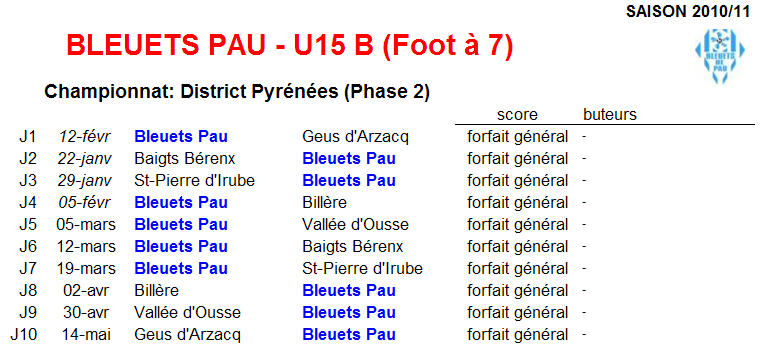 SAISON 2010/11
BLEUETS PAU - U15 B (Foot à 7)
BLEUETS
DE
PAU
Championnat: District Pyrénées (Phase 2)
score buteurs
J1 12-févr Bleuets Pau Geus d'Arzacq forfait général -
J2 22-janv Baigts Bérenx Bleuets Pau forfait général -
J3 29-janv St-Pierre d'Irube Bleuets Pau forfait général -
J4 05-févr Bleuets Pau Billère forfait général -
J5 05-mars Bleuets Pau Vallée d'Ousse forfait général -
J6 12-mars Bleuets Pau Baigts Bérenx forfait général -
J7 19-mars Bleuets Pau St-Pierre d'Irube forfait général -
J8 02-avr Billère Bleuets Pau forfait général -
J9 30-avr Vallée d'Ousse Bleuets Pau forfait général -
J10 14-mai Geus d'Arzacq Bleuets Pau forfait général -